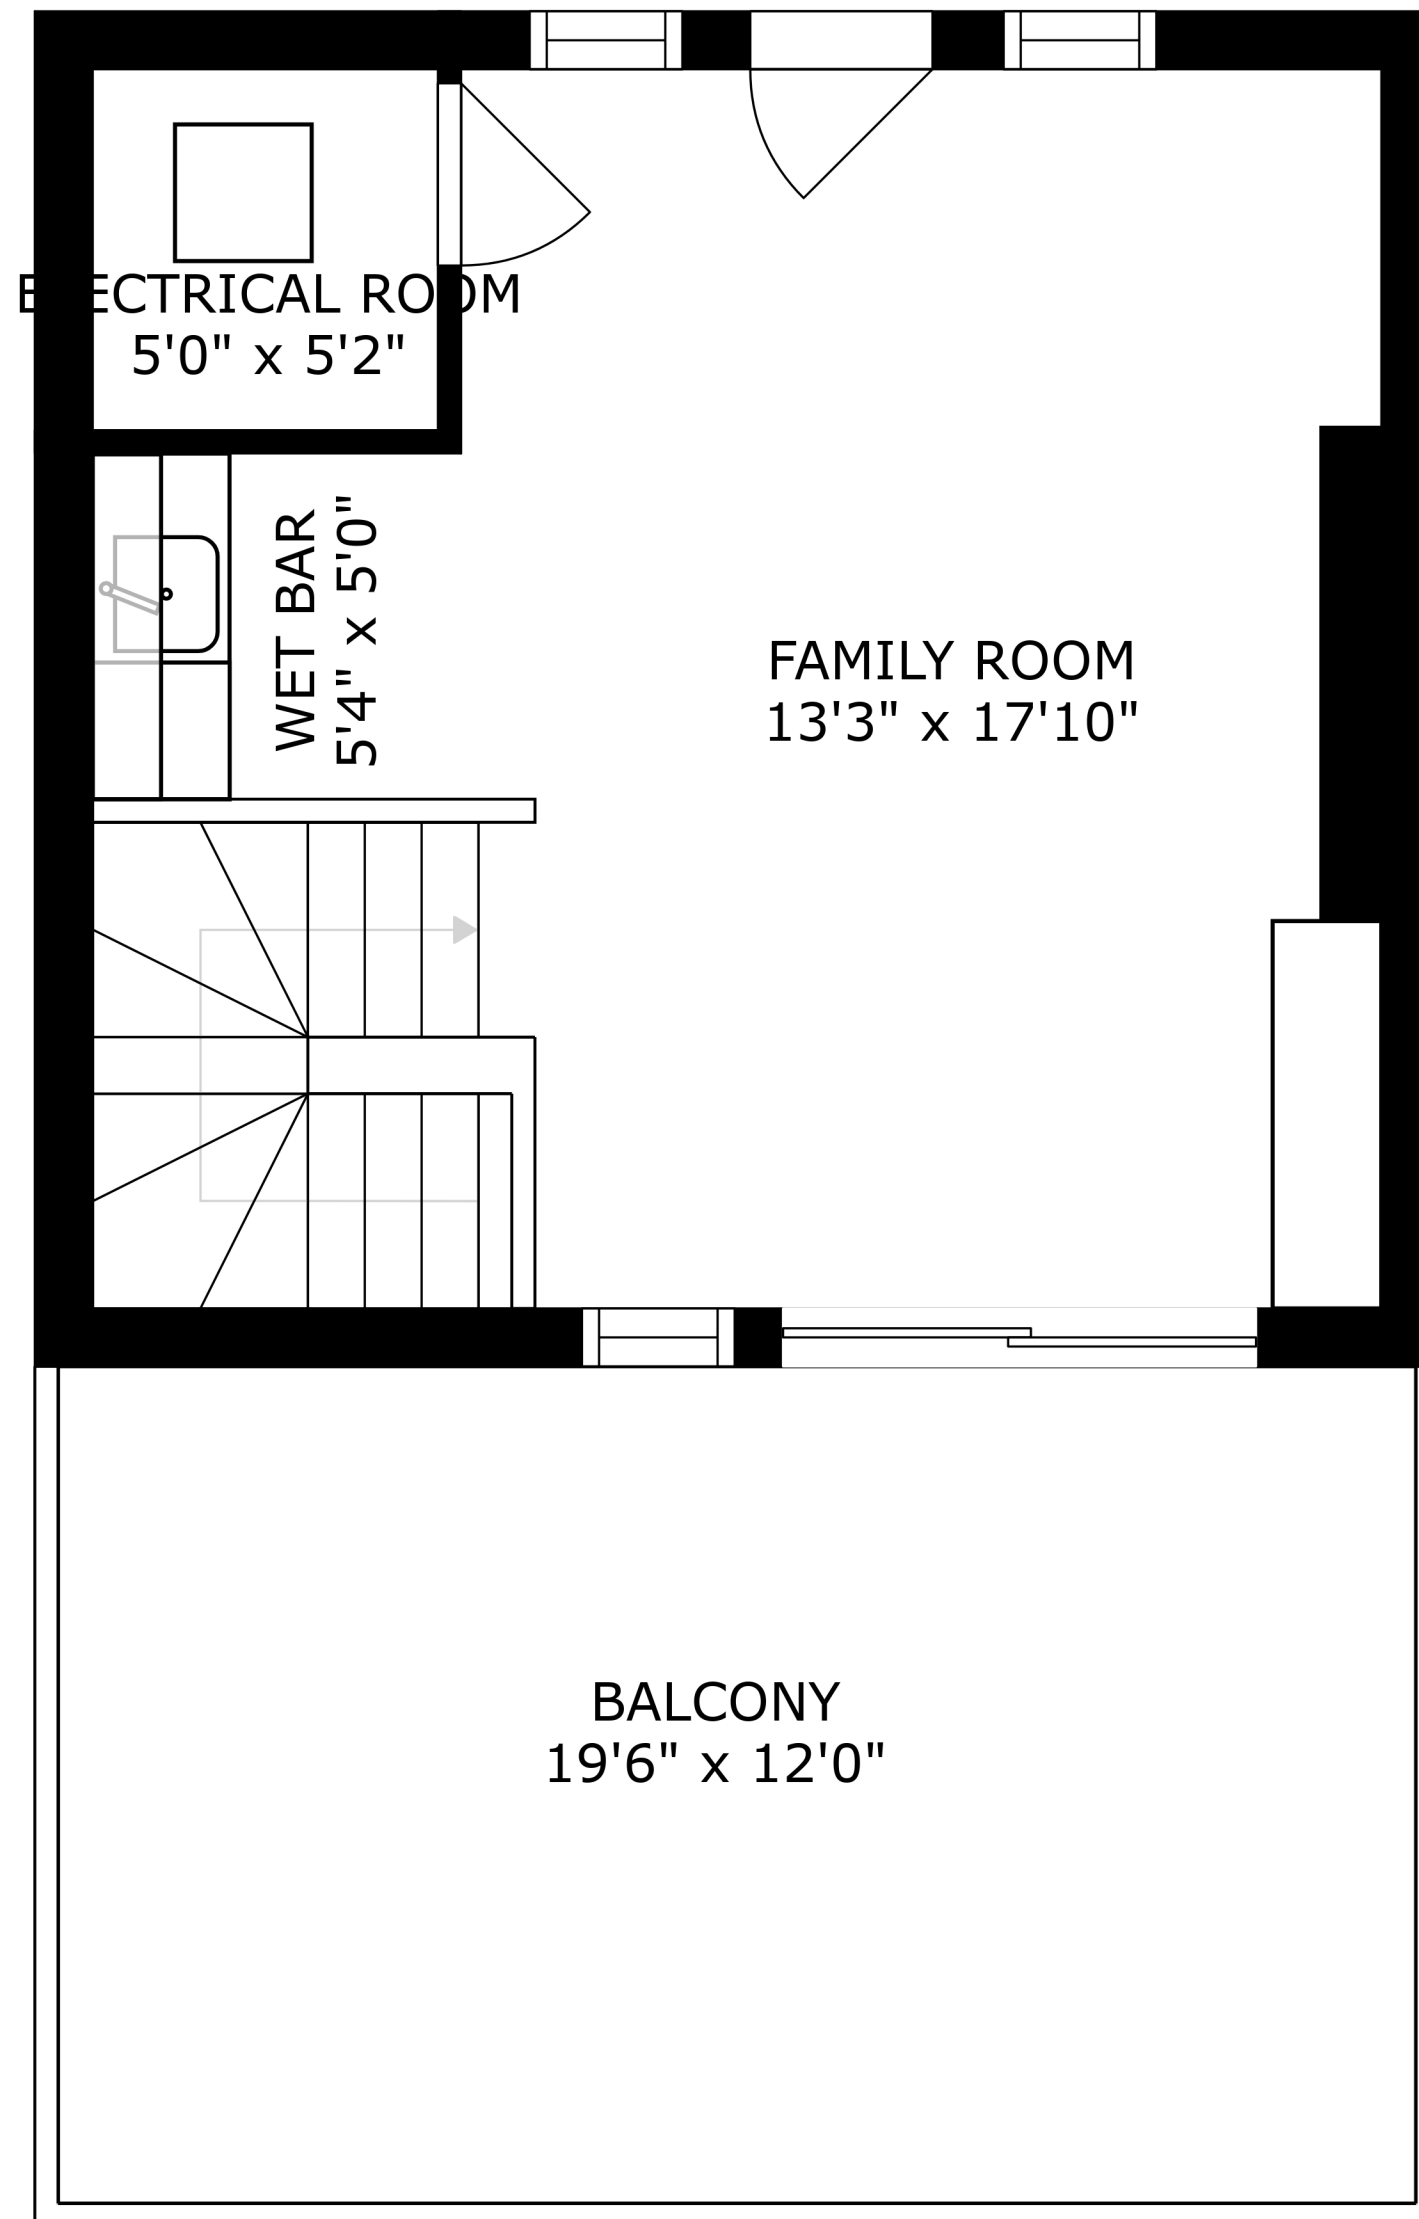 ELECTRICAL ROOM
5'0" x 5'2"
WET BAR
5'4" x 5'0"
FAMILY ROOM
13'3" x 17'10"
BALCONY
19'6" x 12'0"